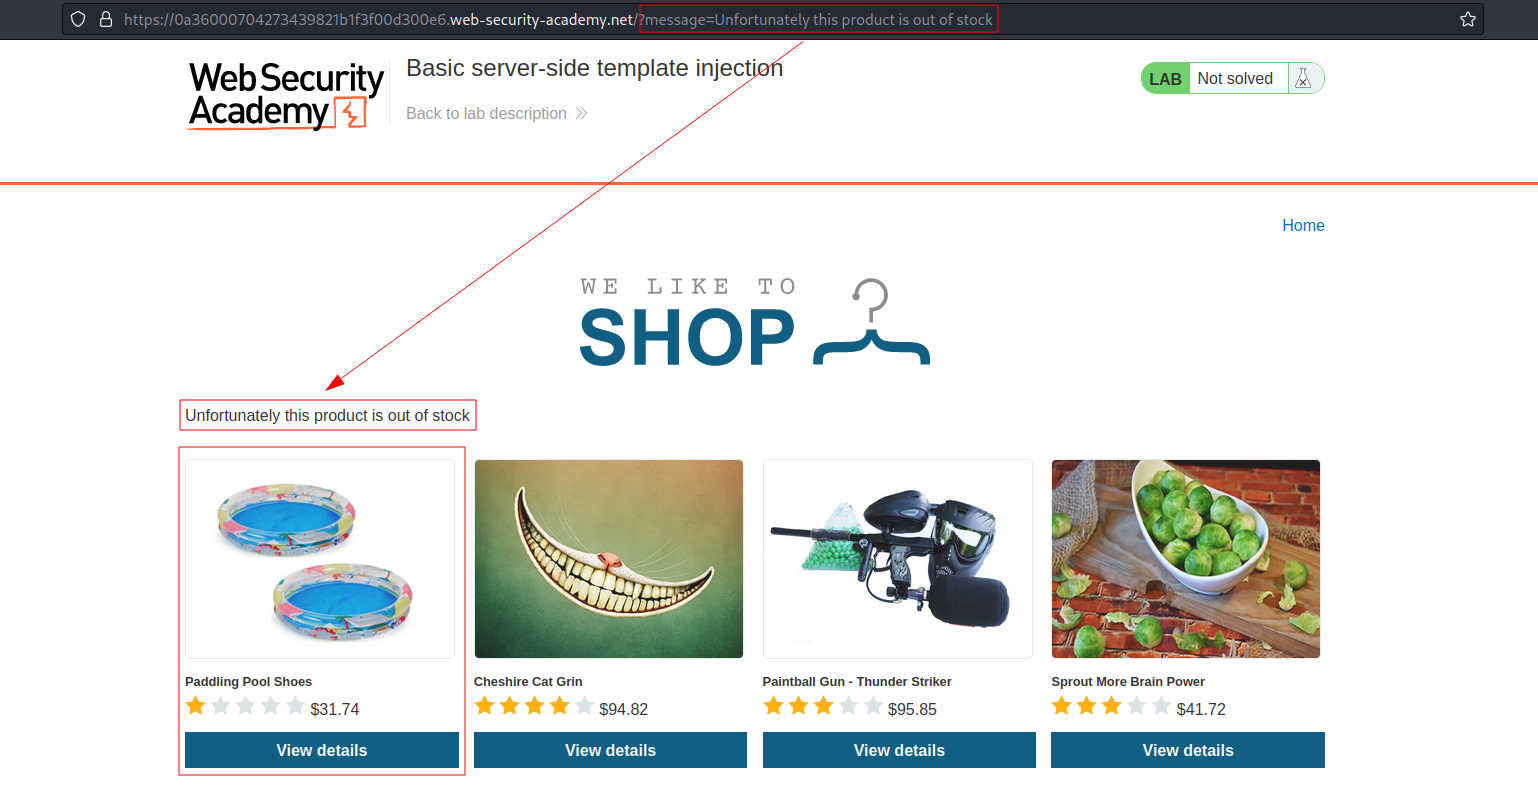 https://0a36000704273439821b1f3f00d300e6.web-security-academy.net/?message=Unfortunately this product is out of stock
WebSecurity
Academy
Basic server-side template injection
Back to lab description
LAB Not solved
Home
WE LIKE TO
SHOP
Unfortunately this product is out of stock
Paddling Pool Shoes
$31.74
View details
Cheshire Cat Grin
$94.82
View details
Paintball Gun - Thunder Striker
$95.85
View details
Sprout More Brain Power
$41.72
View details